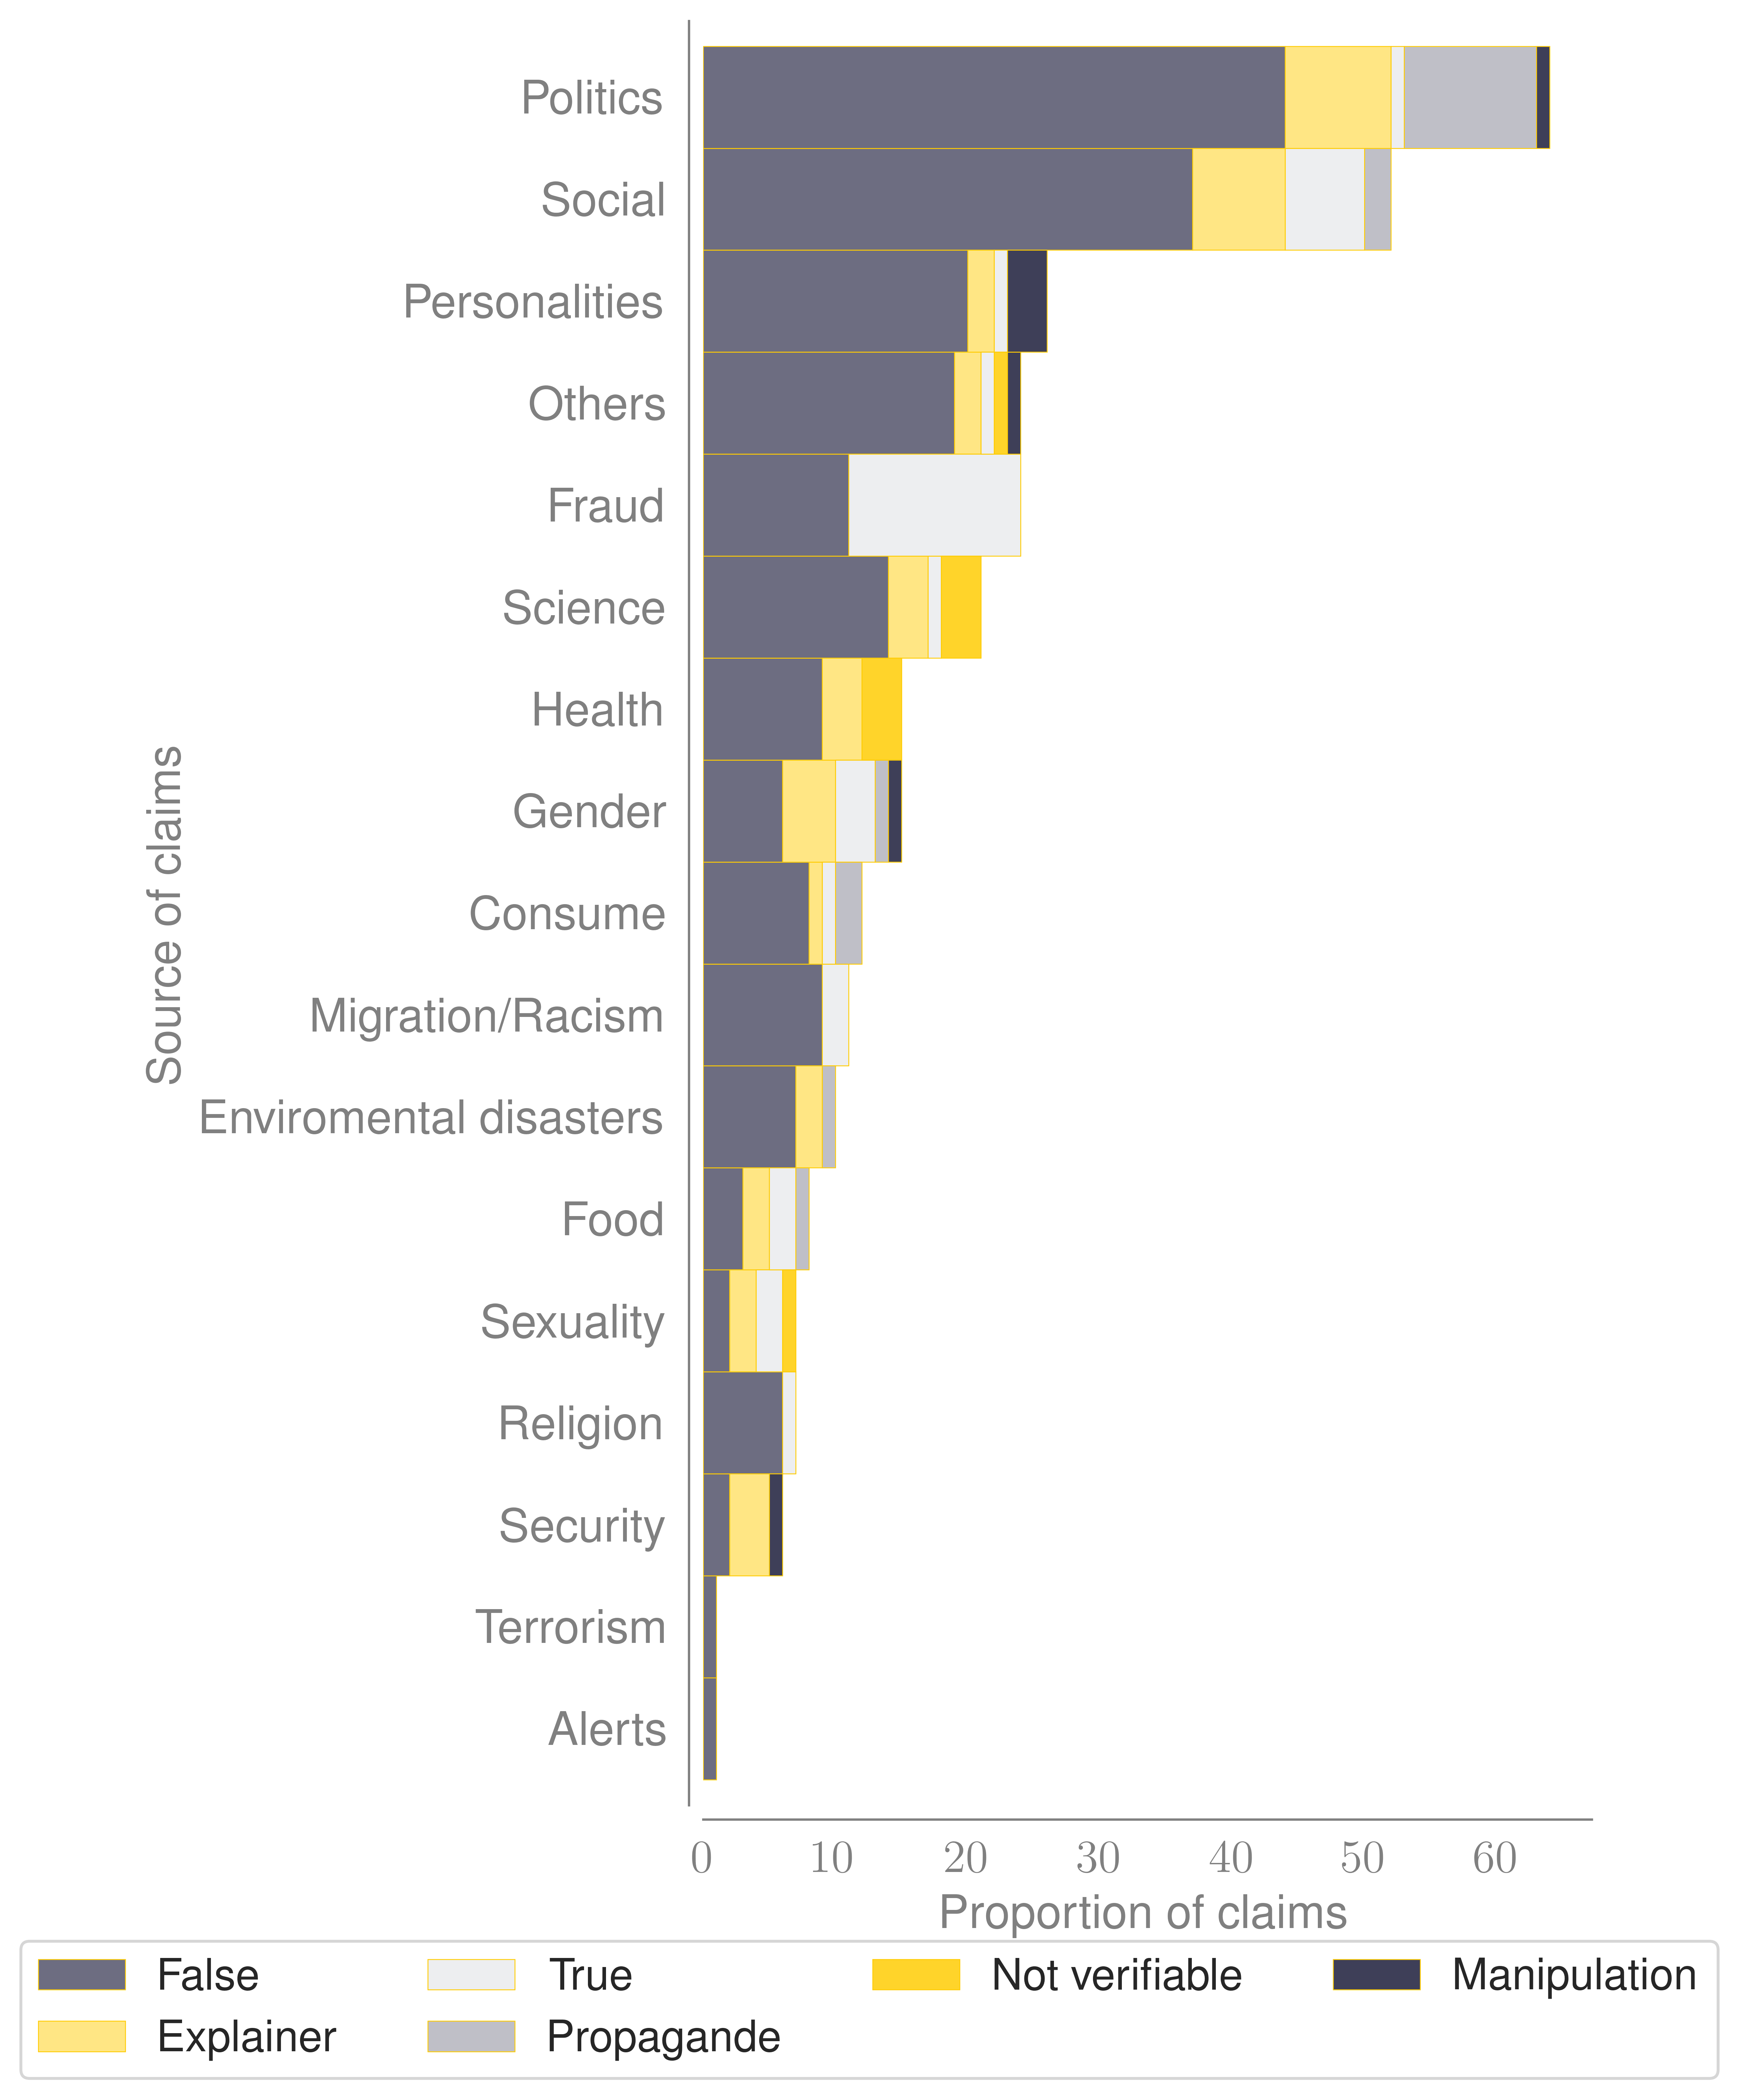 Politics
Social
Personalities
Others
Fraud
Science
Health
Gender
Consume
Migration/Racism
Enviromental disasters
Food
Sexuality
Religion
Security
Terrorism
Alerts
Source of claims
0 10 20 30 40 50 60
Proportion of claims
False True Not verifiable Manipulation
Explainer Propagande